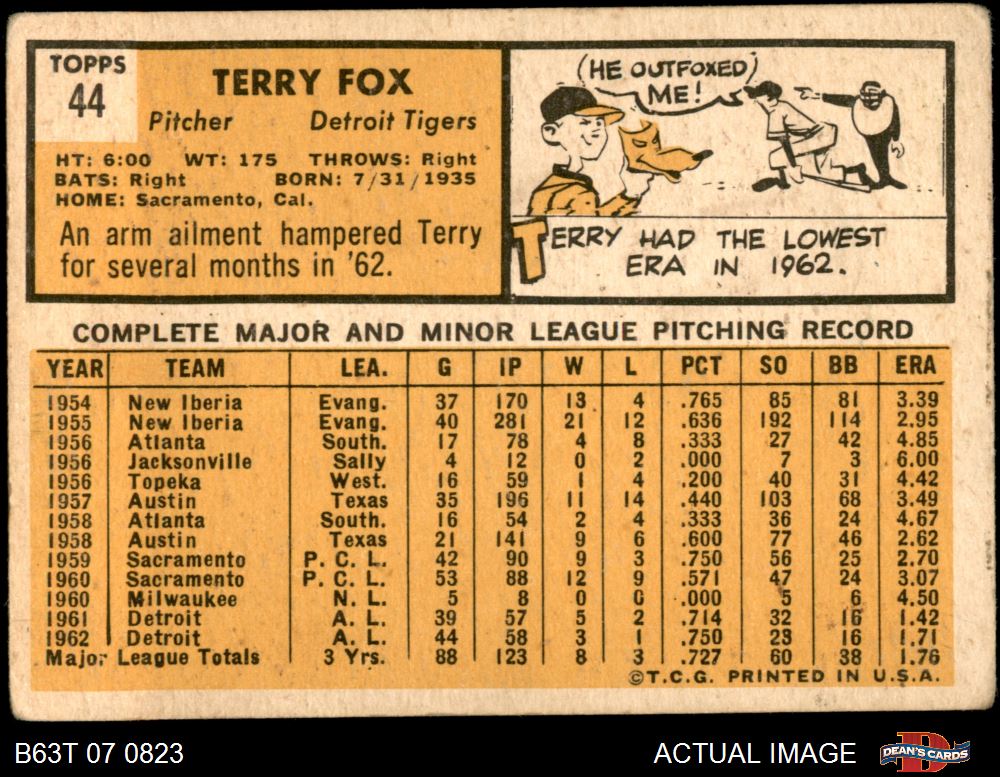 TOPPS
44
TERRY FOX
Pitcher Detroit Tigers
HT: 6:00 WT: 175 THROWS: Right
BATS: Right BORN: 7/31/1935
HOME: Sacramento, Cal.
An arm ailment hampered Terry
for several months in '62.
(HE OUTFOXED)
ME!
TERRY HAD THE LOWEST
ERA IN 1962.
COMPLETE MAJOR AND MINOR LEAGUE PITCHING RECORD
YEAR TEAM LEA. G IP W L PCT SO BB ERA
1954 New Iberia Evang. 37 170 13 4 .765 85 81 3.39
1955 New Iberia Evang. 40 281 21 12 .636 192 114 2.95
1956 Atlanta South. 17 78 4 8 .333 27 42 4.85
1956 Jacksonville Sally 4 12 0 2 .000 7 3 6.00
1956 Topeka West. 16 59 1 4 .200 40 31 4.42
1957 Austin Texas 35 196 11 14 .440 103 68 3.49
1958 Atlanta South. 16 54 2 4 .333 36 24 4.67
1958 Austin Texas 21 141 9 6 .600 77 46 2.62
1959 Sacramento P. C. L. 42 90 9 3 .750 56 25 2.70
1960 Sacramento P. C. L. 53 88 12 9 .571 47 24 3.07
1960 Milwaukee N. L. 5 8 0 0 .000 5 6 4.50
1961 Detroit A. L. 39 57 5 2 .714 32 16 1.42
1962 Detroit A. L. 44 58 3 1 .750 23 16 1.71
Major League Totals 3 Yrs. 88 123 8 3 .727 60 38 1.76
©T.C.G. PRINTED IN U.S.A.
B63T 07 0823 ACTUAL IMAGE DEAN'S CARDS